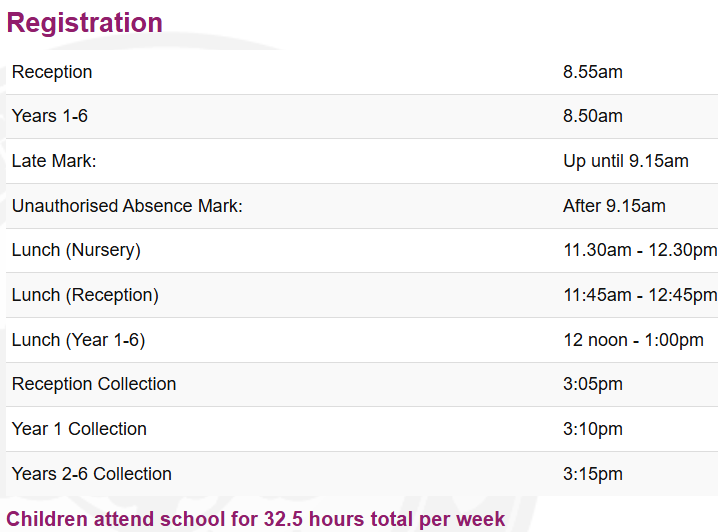 Registration
Reception 8.55am
Years 1-6 8.50am
Late Mark: Up until 9.15am
Unauthorised Absence Mark: After 9.15am
Lunch (Nursery) 11.30am - 12.30pm
Lunch (Reception) 11:45am - 12:45pm
Lunch (Year 1-6) 12 noon - 1:00pm
Reception Collection 3:05pm
Year 1 Collection 3:10pm
Years 2-6 Collection 3:15pm
Children attend school for 32.5 hours total per week